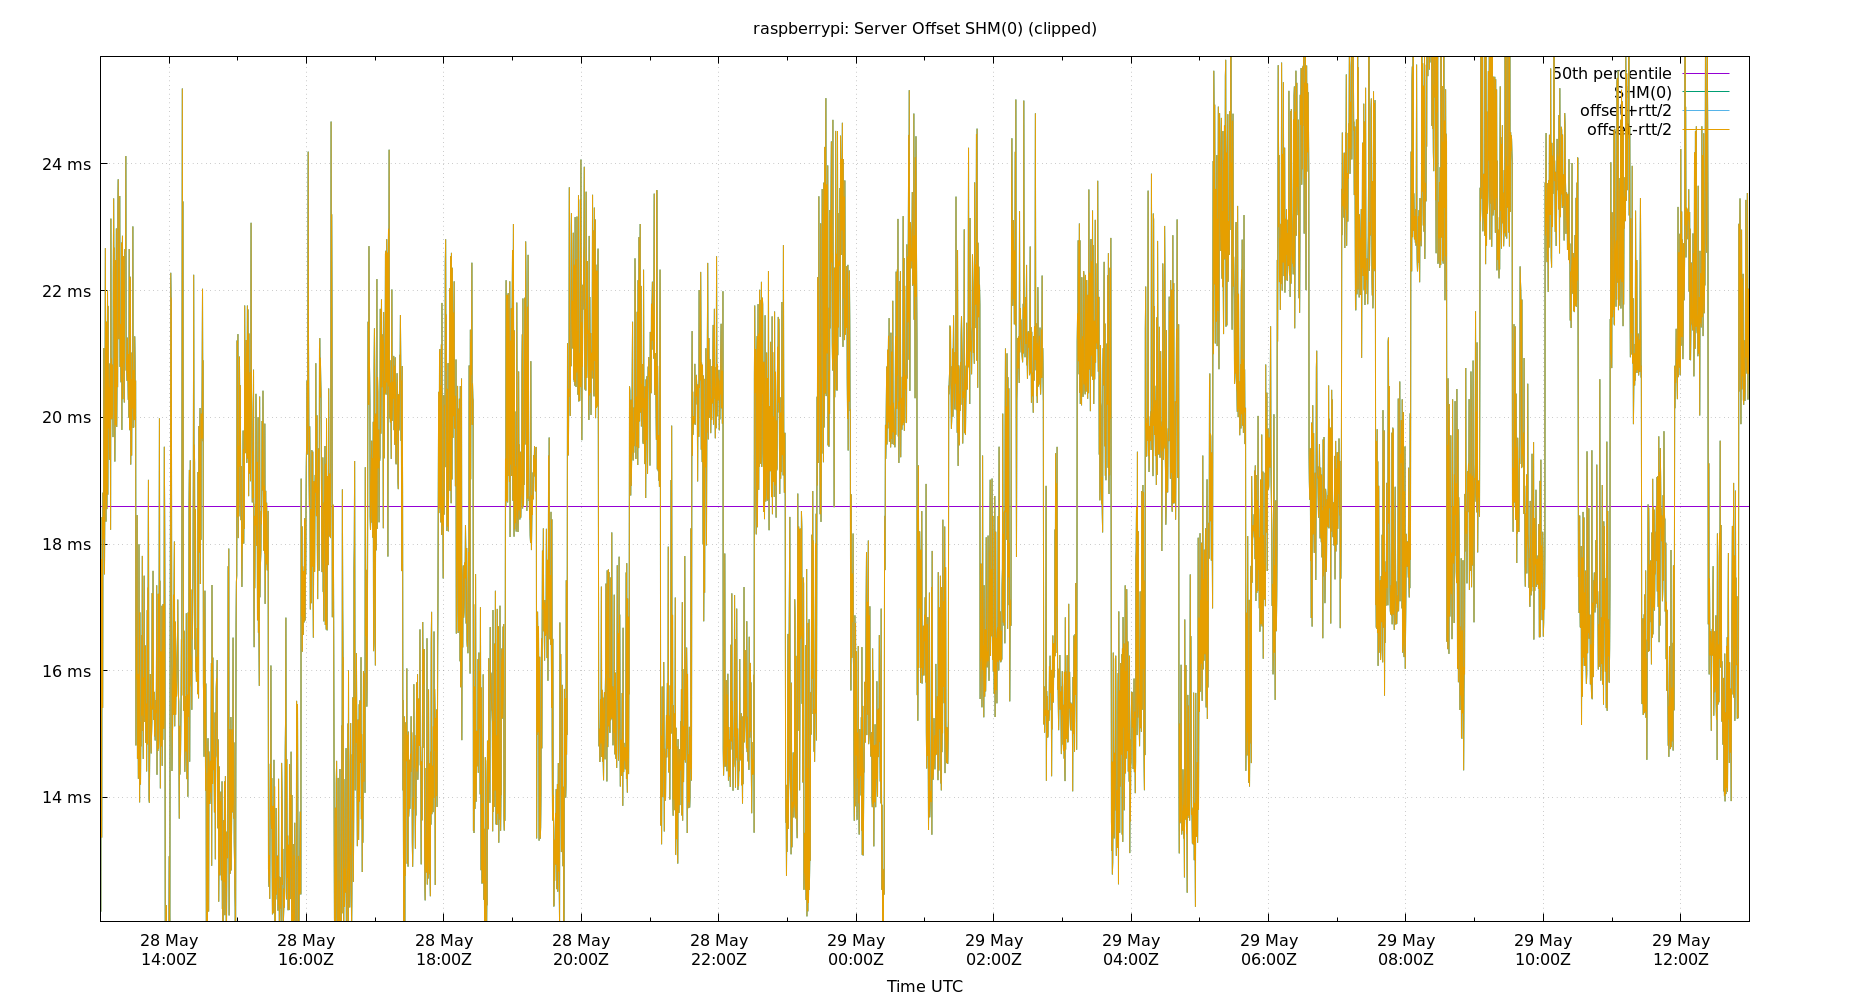 raspberrypi: Server Offset SHM(0) (clipped)
50th percentile
SHM(0)
offset+rtt/2
offset-rtt/2
24 ms
22 ms
20 ms
18 ms
16 ms
14 ms
28 May 28 May 28 May 28 May 28 May 29 May 29 May 29 May 29 May 29 May 29 May 29 May
14:00Z 16:00Z 18:00Z 20:00Z 22:00Z 00:00Z 02:00Z 04:00Z 06:00Z 08:00Z 10:00Z 12:00Z
Time UTC